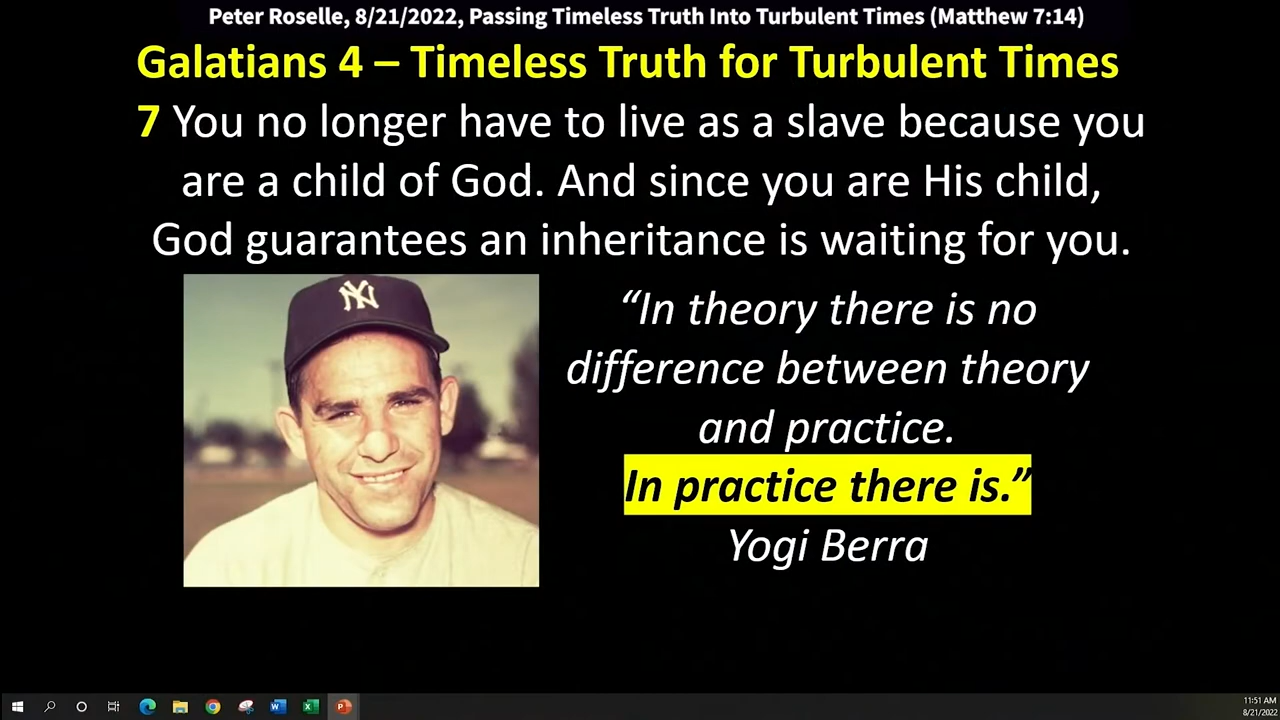 Peter Roselle, 8/21/2022, Passing Timeless Truth Into Turbulent Times (Matthew 7:14)
Galatians 4 – Timeless Truth for Turbulent Times
7 You no longer have to live as a slave because you
are a child of God. And since you are His child,
God guarantees an inheritance is waiting for you.
NY
“In theory there is no
difference between theory
and practice.
In practice there is.”
Yogi Berra
11:51 AM
8/21/2022